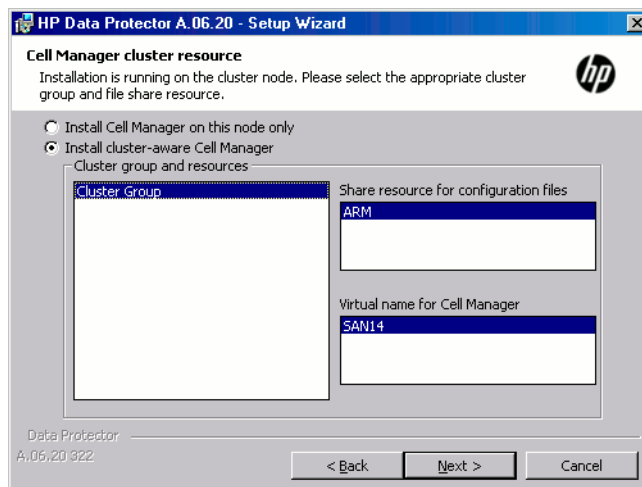 HP Data Protector A.06.20 - Setup Wizard
Cell Manager cluster resource
Installation is running on the cluster node. Please select the appropriate cluster
group and file share resource.
hp
Install Cell Manager on this node only
Install cluster-aware Cell Manager
Cluster group and resources
Cluster Group
Share resource for configuration files
ARM
Virtual name for Cell Manager
SAN14
Data Protector
A.06.20 322
< Back
Next >
Cancel